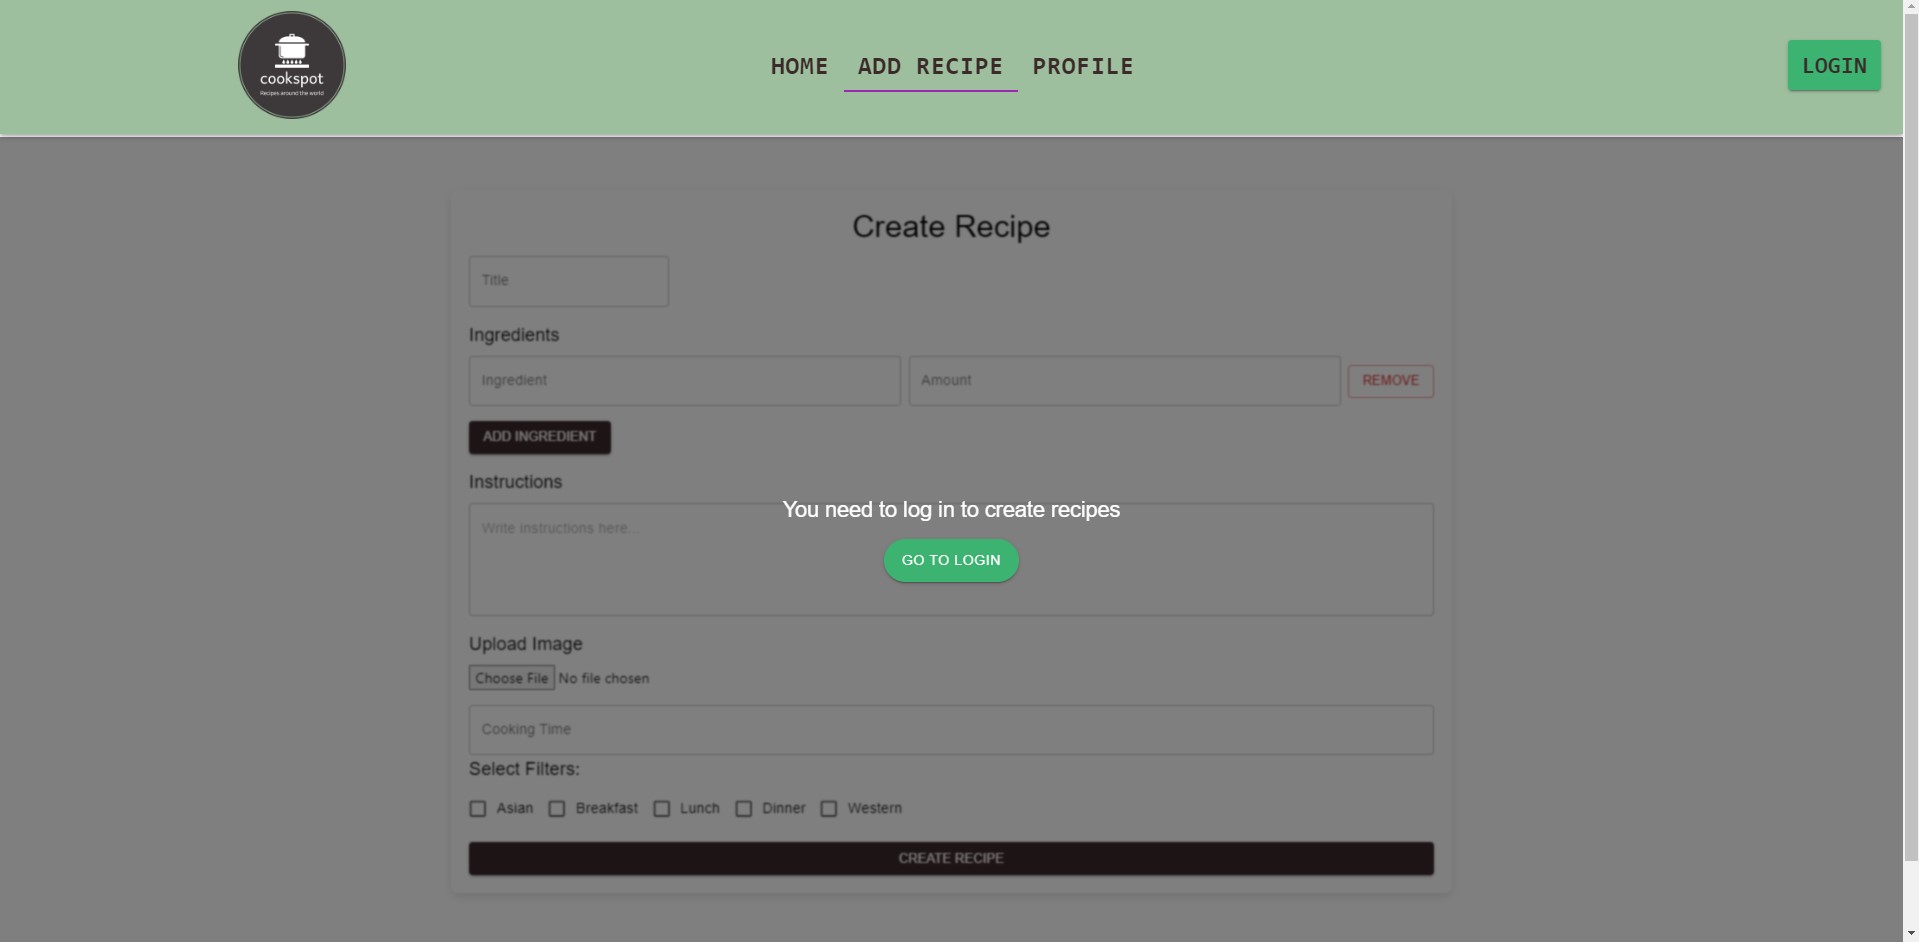 cookspot
Recipes around the world
HOME ADD RECIPE PROFILE
LOGIN
Create Recipe
Title
Ingredients
Ingredient Amount REMOVE
ADD INGREDIENT
Instructions
You need to log in to create recipes
Write instructions here...
GO TO LOGIN
Upload Image
Choose File No file chosen
Cooking Time
Select Filters:
Asian Breakfast Lunch Dinner Western
CREATE RECIPE